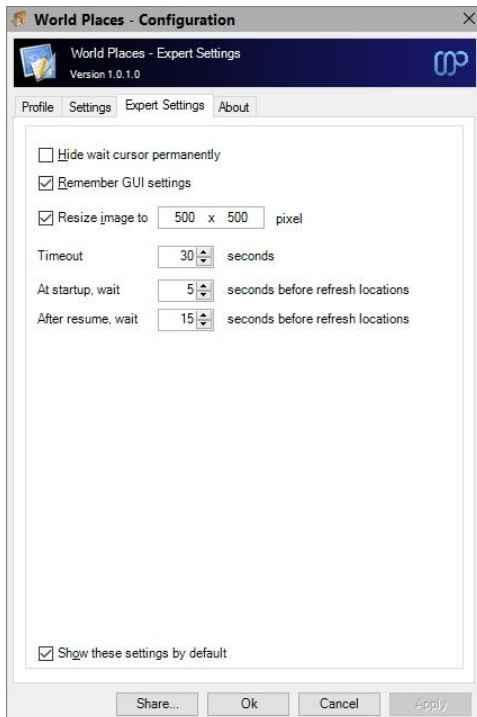 World Places - Configuration
World Places - Expert Settings
Version 1.0.1.0
Profile Settings Expert Settings About
Hide wait cursor permanently
Remember GUI settings
Resize image to 500 x 500 pixel
Timeout 30 seconds
At startup, wait 5 seconds before refresh locations
After resume, wait 15 seconds before refresh locations
Show these settings by default
Share... Ok Cancel Apply